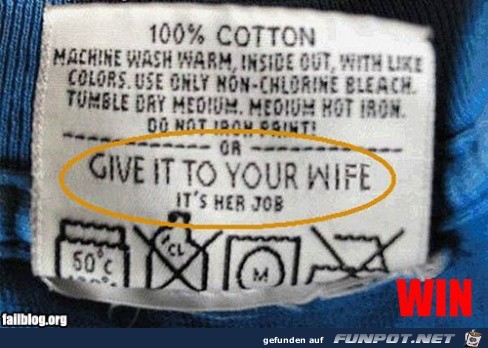 100% COTTON
MACHINE WASH WARM, INSIDE OUT, WITH LIKE
COLORS. USE ONLY NON-CHLORINE BLEACH.
TUMBLE DRY MEDIUM. MEDIUM HOT IRON.
DO NOT IRON PRINT!
OR
GIVE IT TO YOUR WIFE
IT'S HER JOB
50°C
CL
M
WIN
failblog.org
gefunden auf FUNPOT.NET